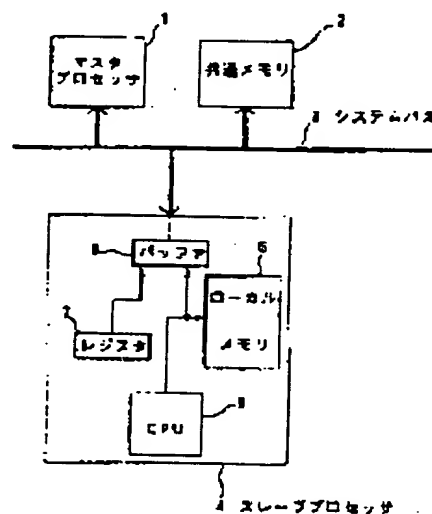 1
マスタ
プロセッサ
2
共通メモリ
3 システムバス
バッファ
5
ローカル
メモリ
7
レジスタ
CPU
4 スレーブプロセッサ